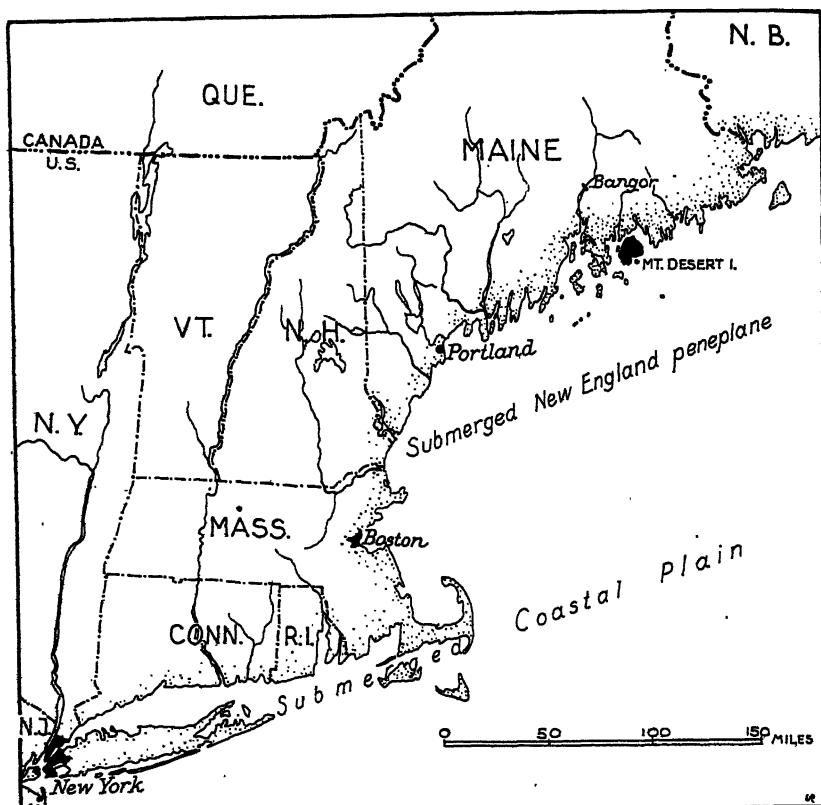 N. B.
QUE.
CANADA
U.S.
MAINE
Bangor
MT. DESERT I.
VT.
N. H.
Portland
N. Y.
Submerged New England peneplane
MASS.
Boston
Submerged Coastal Plain
CONN.
R.I.
N.J.
New York
0 50 100 150 MILES